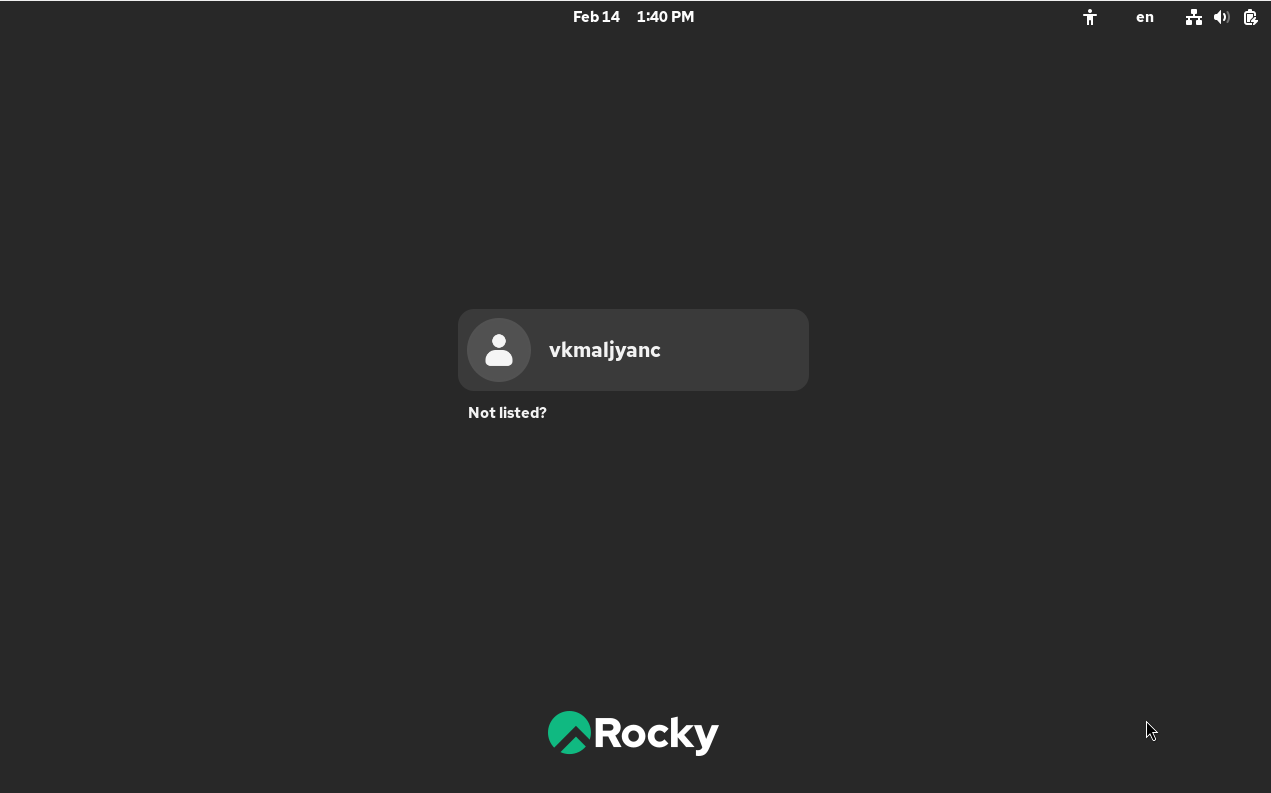 Feb 14 1:40 PM en
vkmaljyanc
Not listed?
Rocky